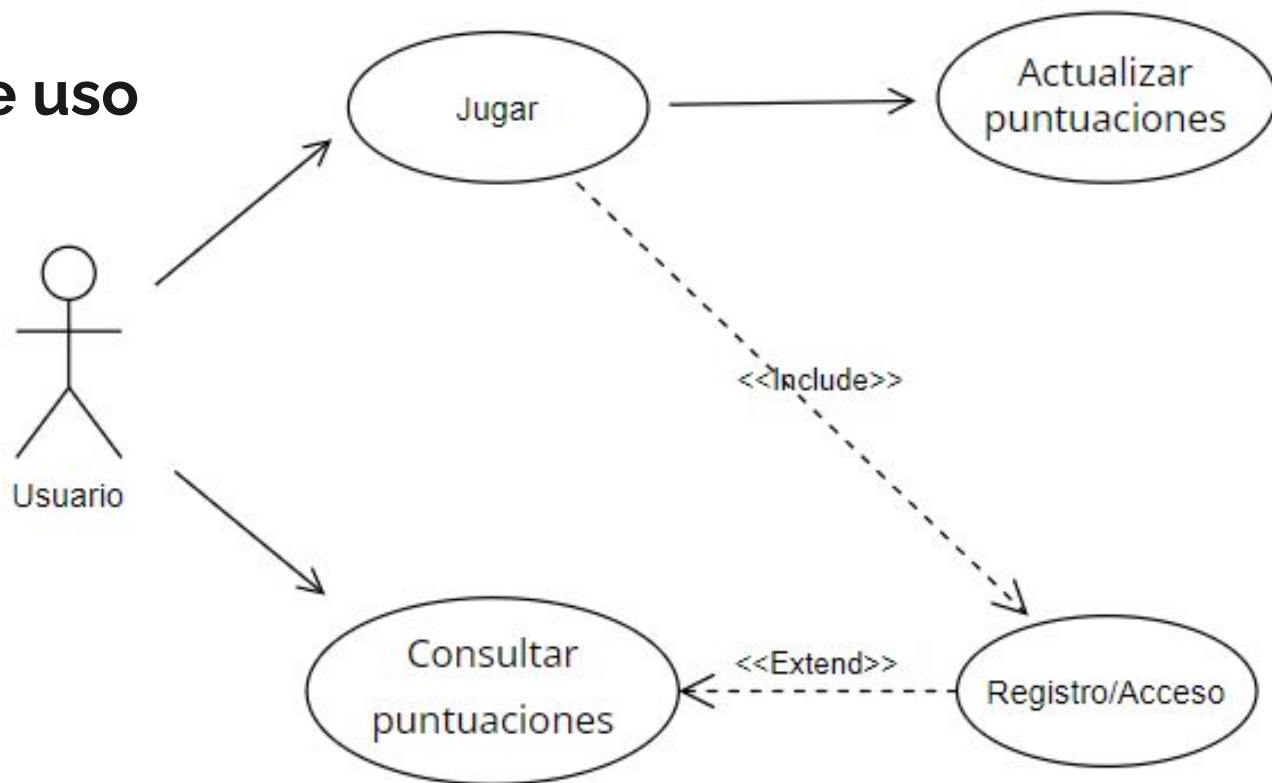 e uso
Jugar
Actualizar
puntuaciones
<<Include>>
Usuario
Consultar
puntuaciones
<<Extend>>
Registro/Acceso